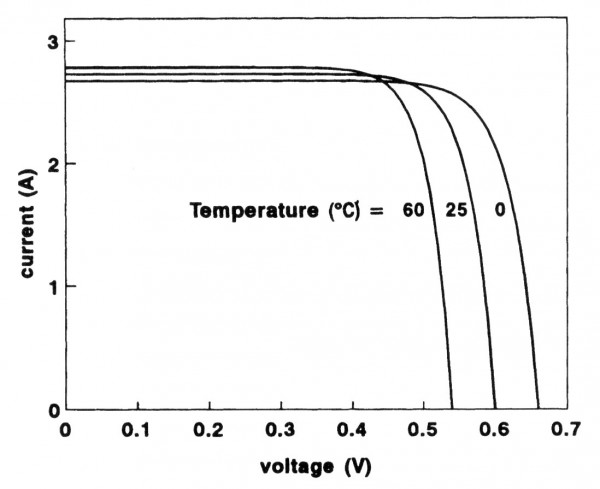 3
2
1
0
current (A)
Temperature (°C) = 60 25 0
0 0.1 0.2 0.3 0.4 0.5 0.6 0.7
voltage (V)